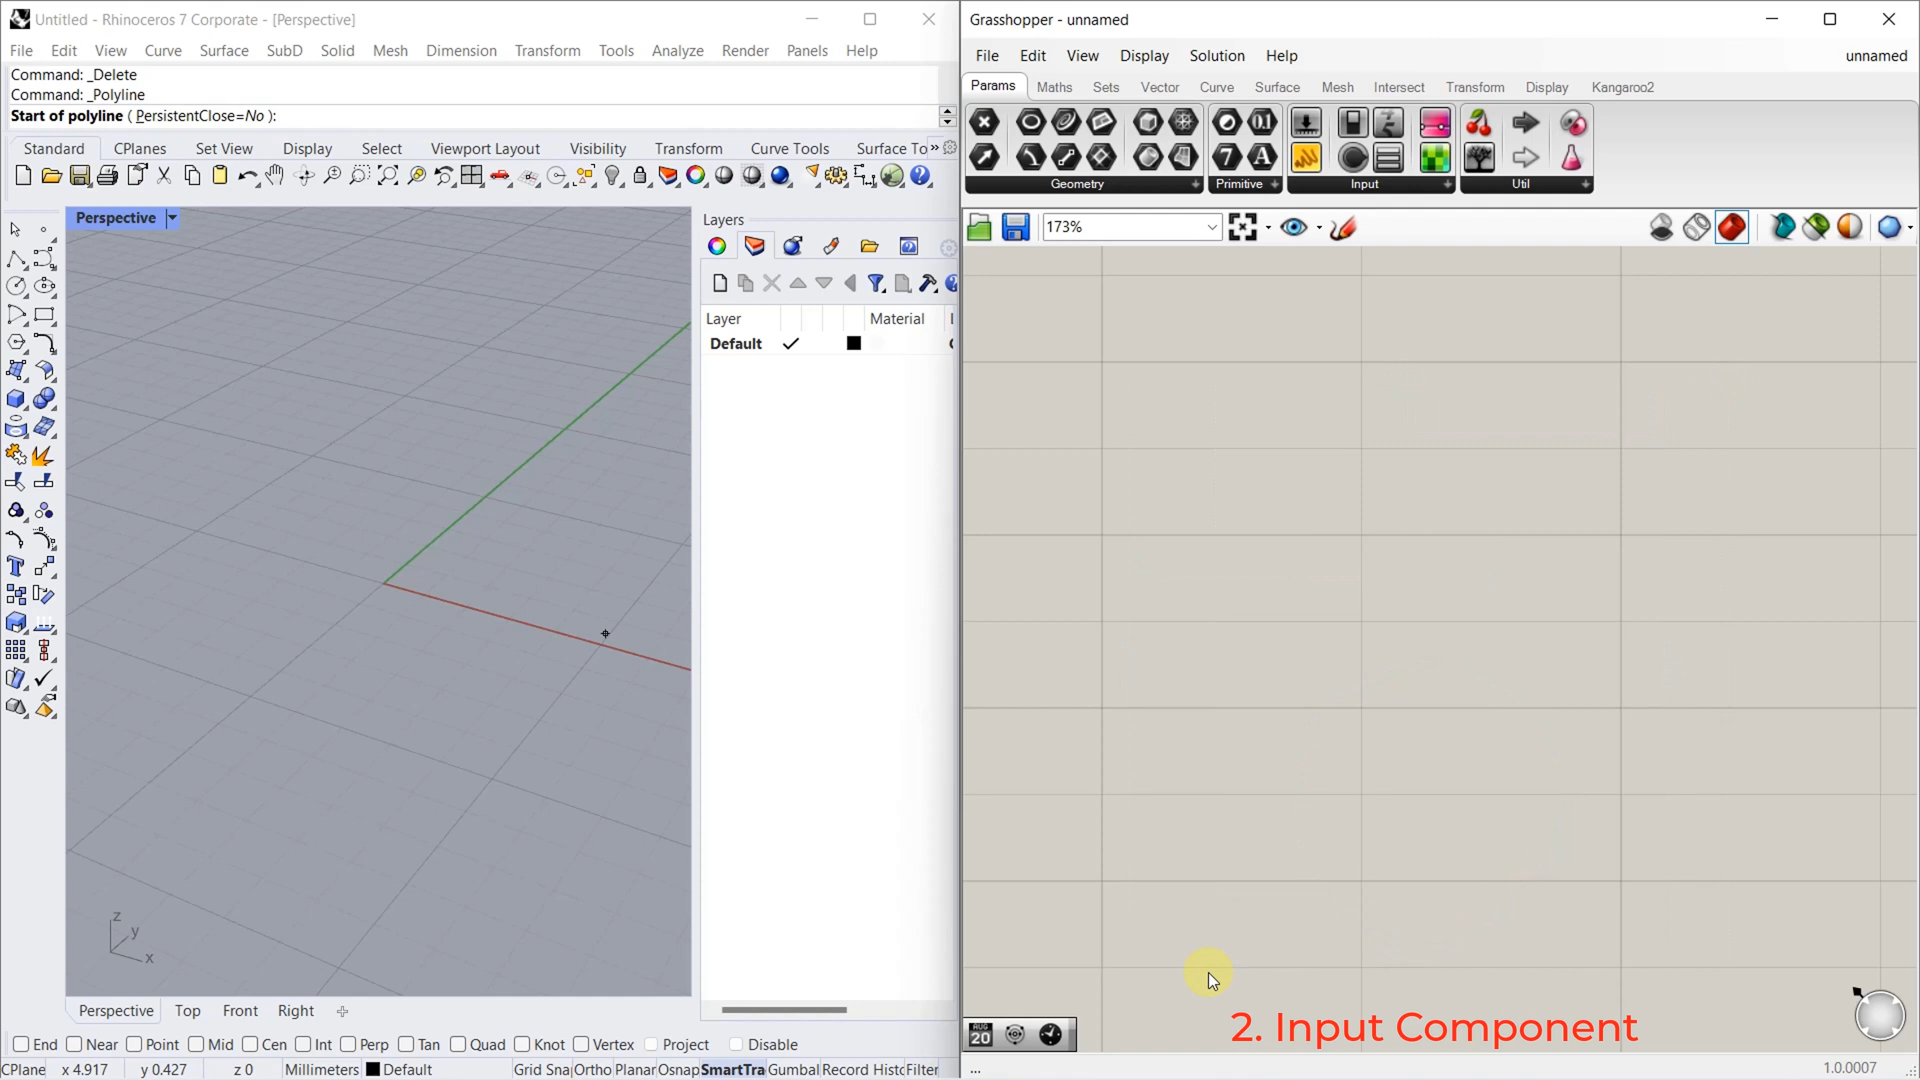 Untitled - Rhinoceros 7 Corporate - [Perspective]
File Edit View Curve Surface SubD Solid Mesh Dimension Transform Tools Analyze Render Panels Help
Command: _Delete
Command: _Polyline
Start of polyline ( PersistentClose=No ):
Standard CPlanes Set View Display Select Viewport Layout Visibility Transform Curve Tools Surface To »
Perspective
Layers
Layer Material
Default
z
y
x
Perspective Top Front Right
End Near Point Mid Cen Int Perp Tan Quad Knot Vertex Project Disable
CPlane x 4.917 y 0.427 z 0 Millimeters Default Grid Sna Ortho Planar Osnap SmartTra Gumbal Record Histo Filter
Grasshopper - unnamed
File Edit View Display Solution Help unnamed
Params Maths Sets Vector Curve Surface Mesh Intersect Transform Display Kangaroo2
0.1
7 A
Geometry Primitive Input Util
173%
AUG
20
2. Input Component
... 1.0.0007